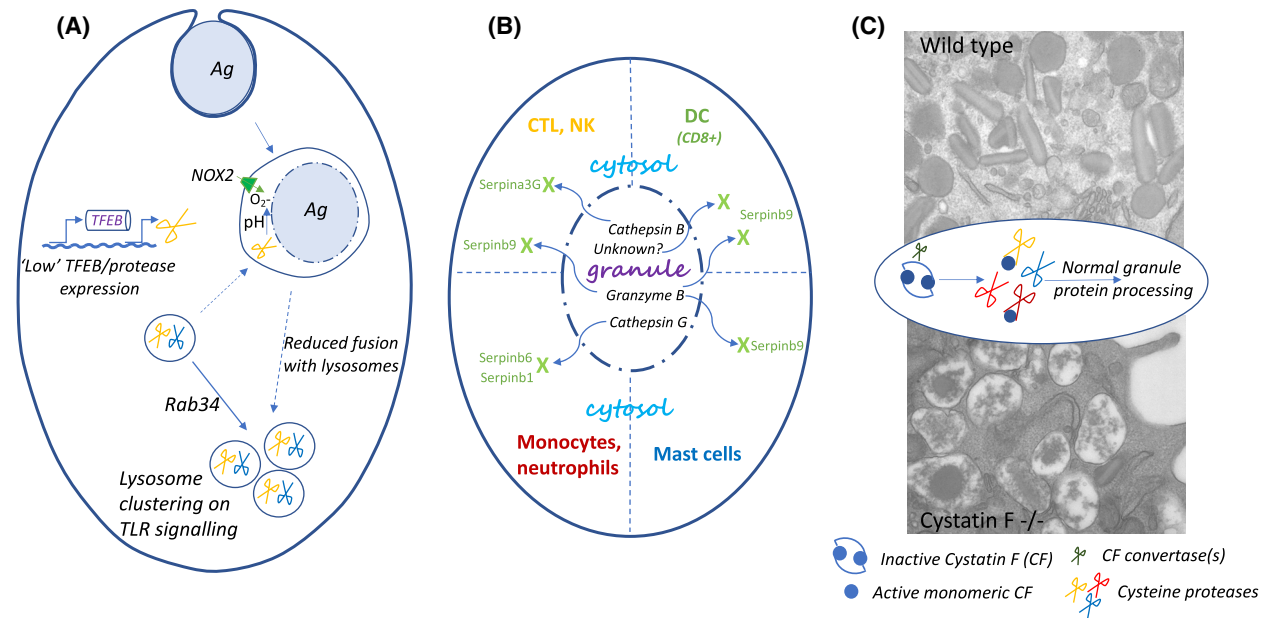 (A)
Ag
NOX2
O2-
pH
Ag
TFEB
'Low' TFEB/protease
expression
Reduced fusion
with lysosomes
Rab34
Lysosome
clustering on
TLR signalling
(B)
CTL, NK
DC
(CD8+)
cytosol
Serpina3G X
X
Serpinb9
Cathepsin B
Unknown?
Serpinb9 X
X
granule
Granzyme B
Cathepsin G
X Serpinb9
Serpinb6
Serpinb1 X
cytosol
Monocytes,
neutrophils
Mast cells
(C)
Wild type
Normal granule
protein processing
Cystatin F -/-
Inactive Cystatin F (CF)
CF convertase(s)
Active monomeric CF
Cysteine proteases